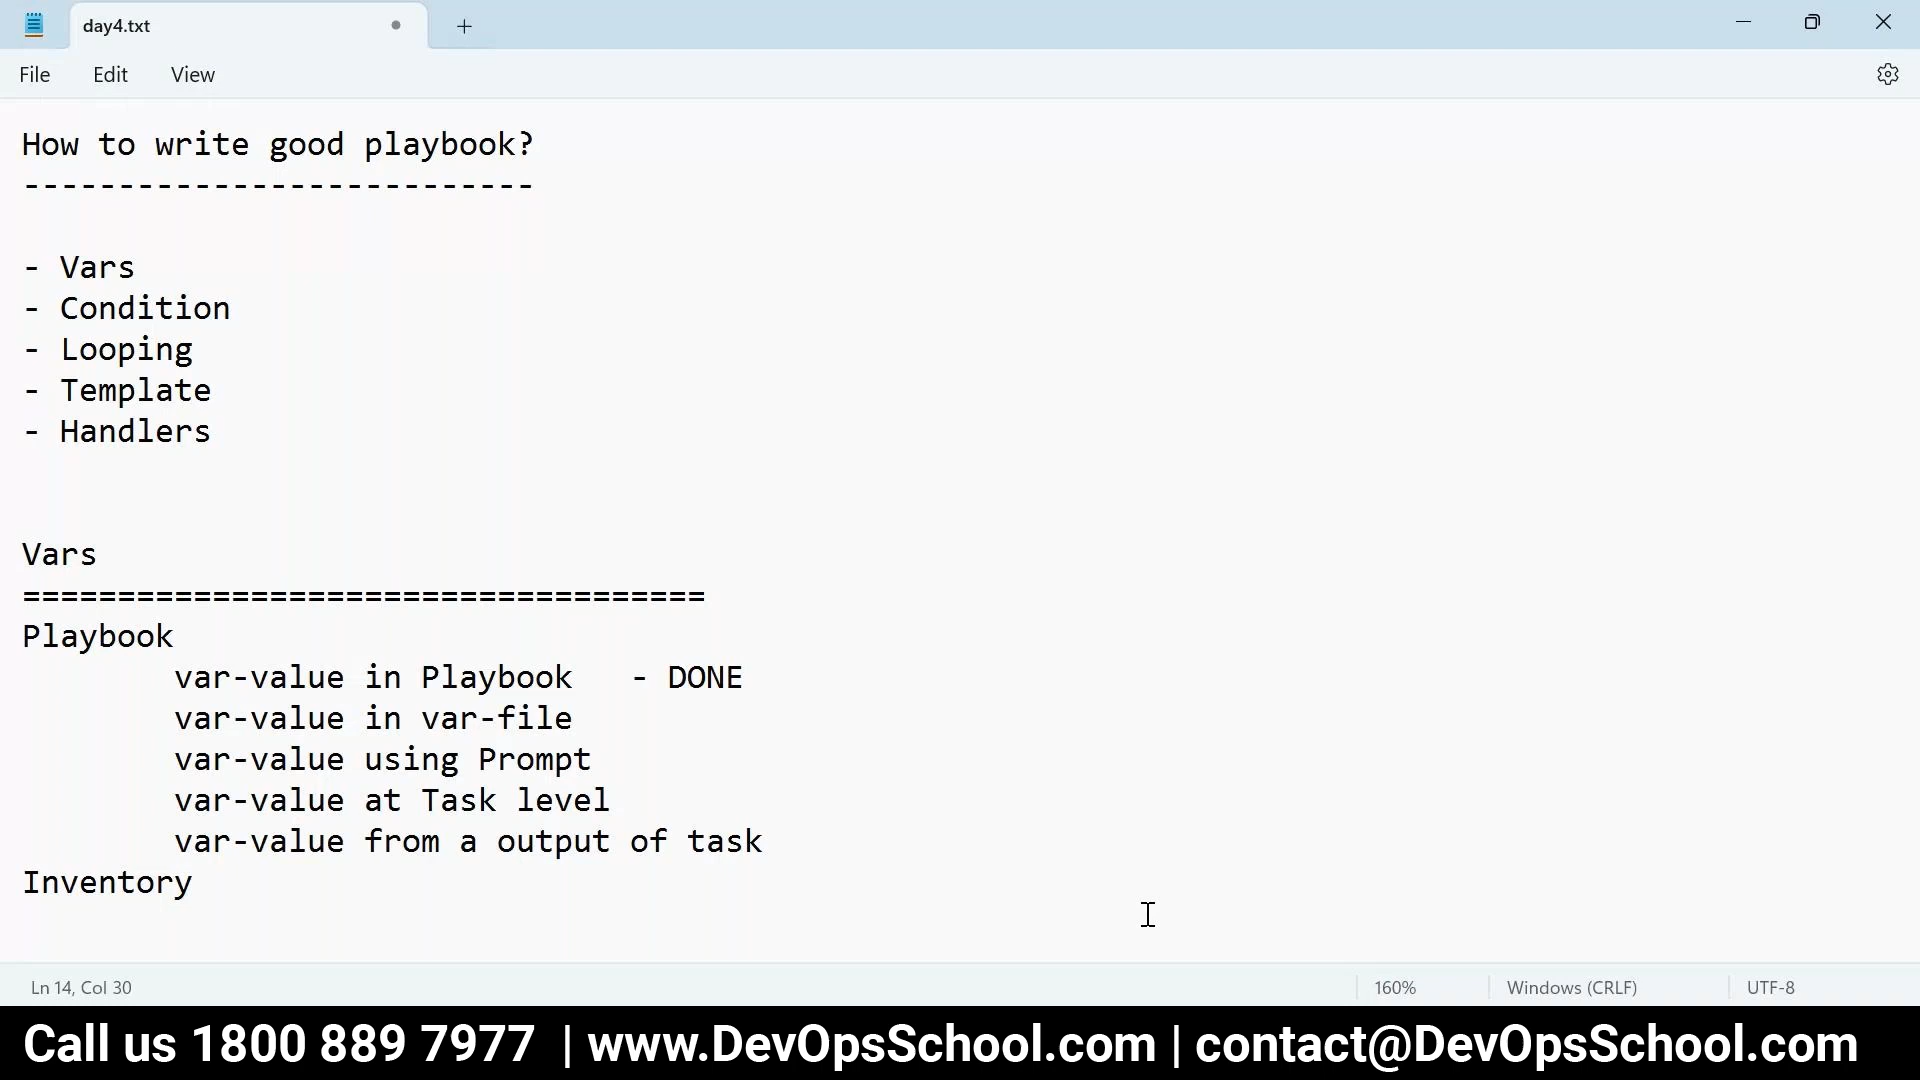 day4.txt
File Edit View
How to write good playbook?
---------------------------
- Vars
- Condition
- Looping
- Template
- Handlers
Vars
====================================
Playbook
var-value in Playbook - DONE
var-value in var-file
var-value using Prompt
var-value at Task level
var-value from a output of task
Inventory
Ln 14, Col 30 160% Windows (CRLF) UTF-8
Call us 1800 889 7977 | www.DevOpsSchool.com | contact@DevOpsSchool.com